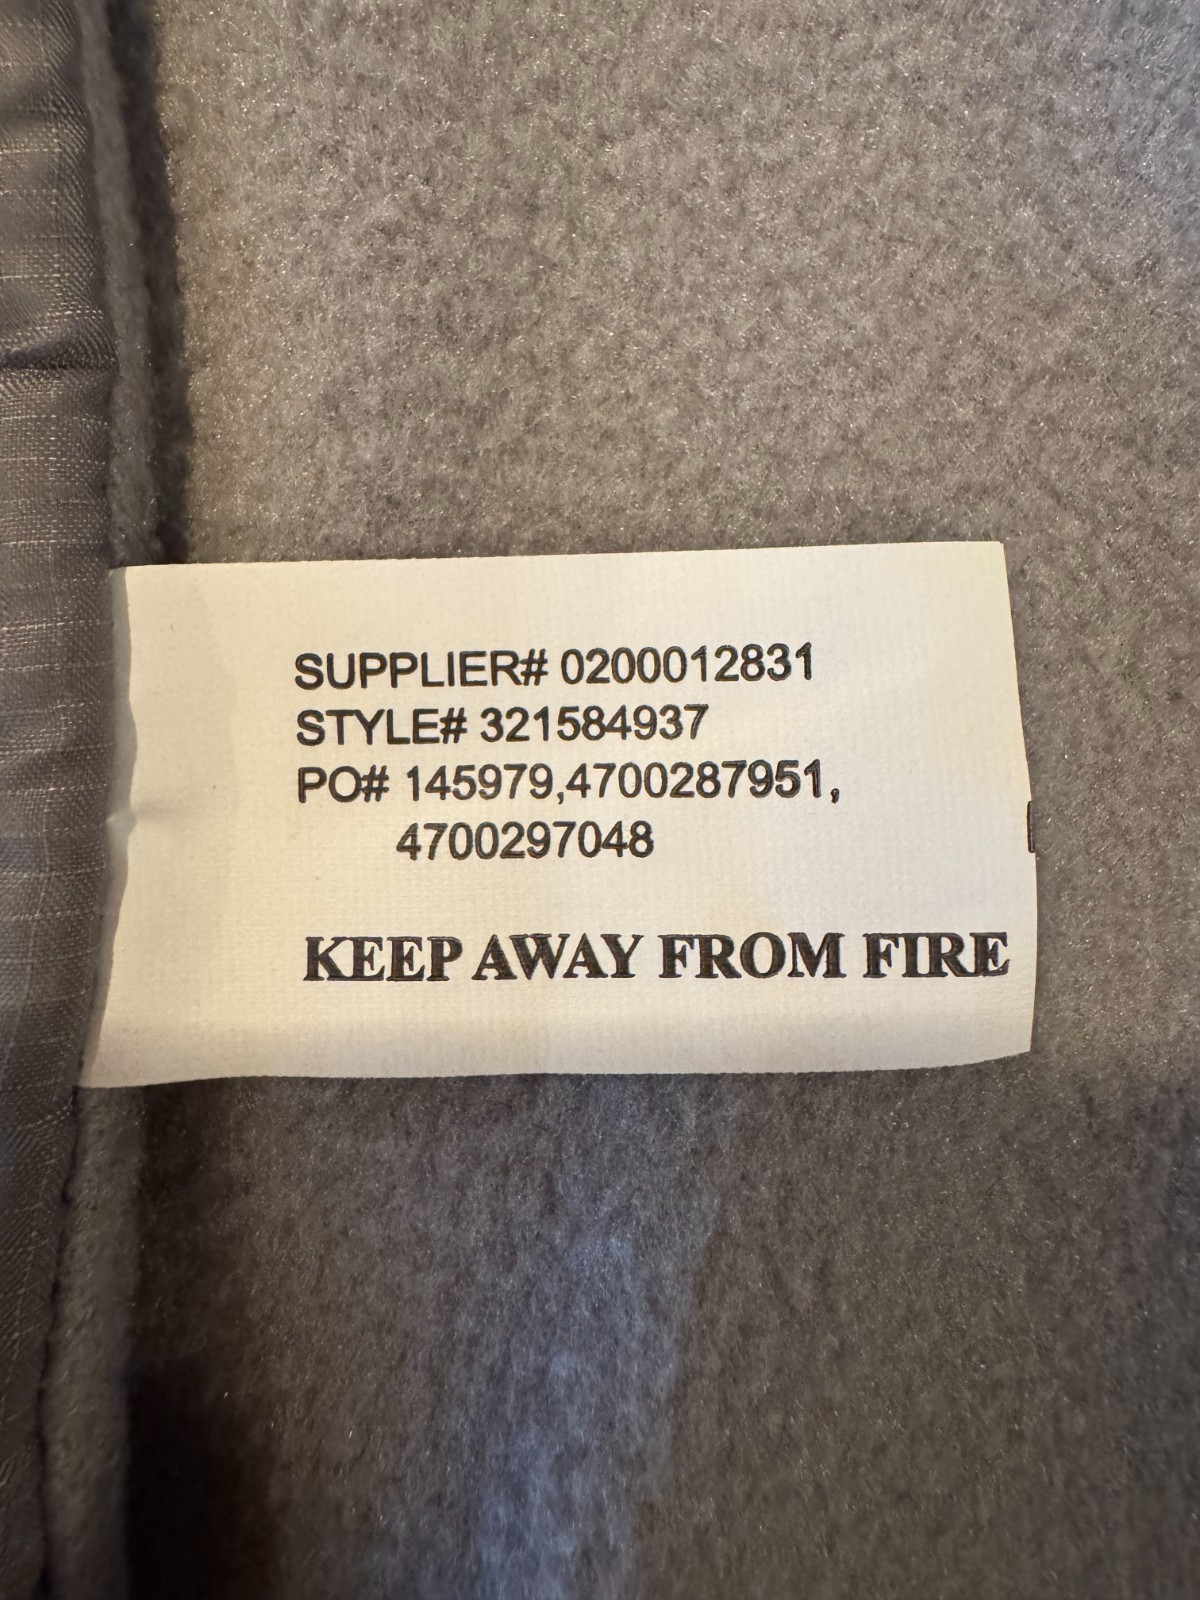 SUPPLIER# 0200012831
STYLE# 321584937
PO# 145979,4700287951,
4700297048
KEEP AWAY FROM FIRE